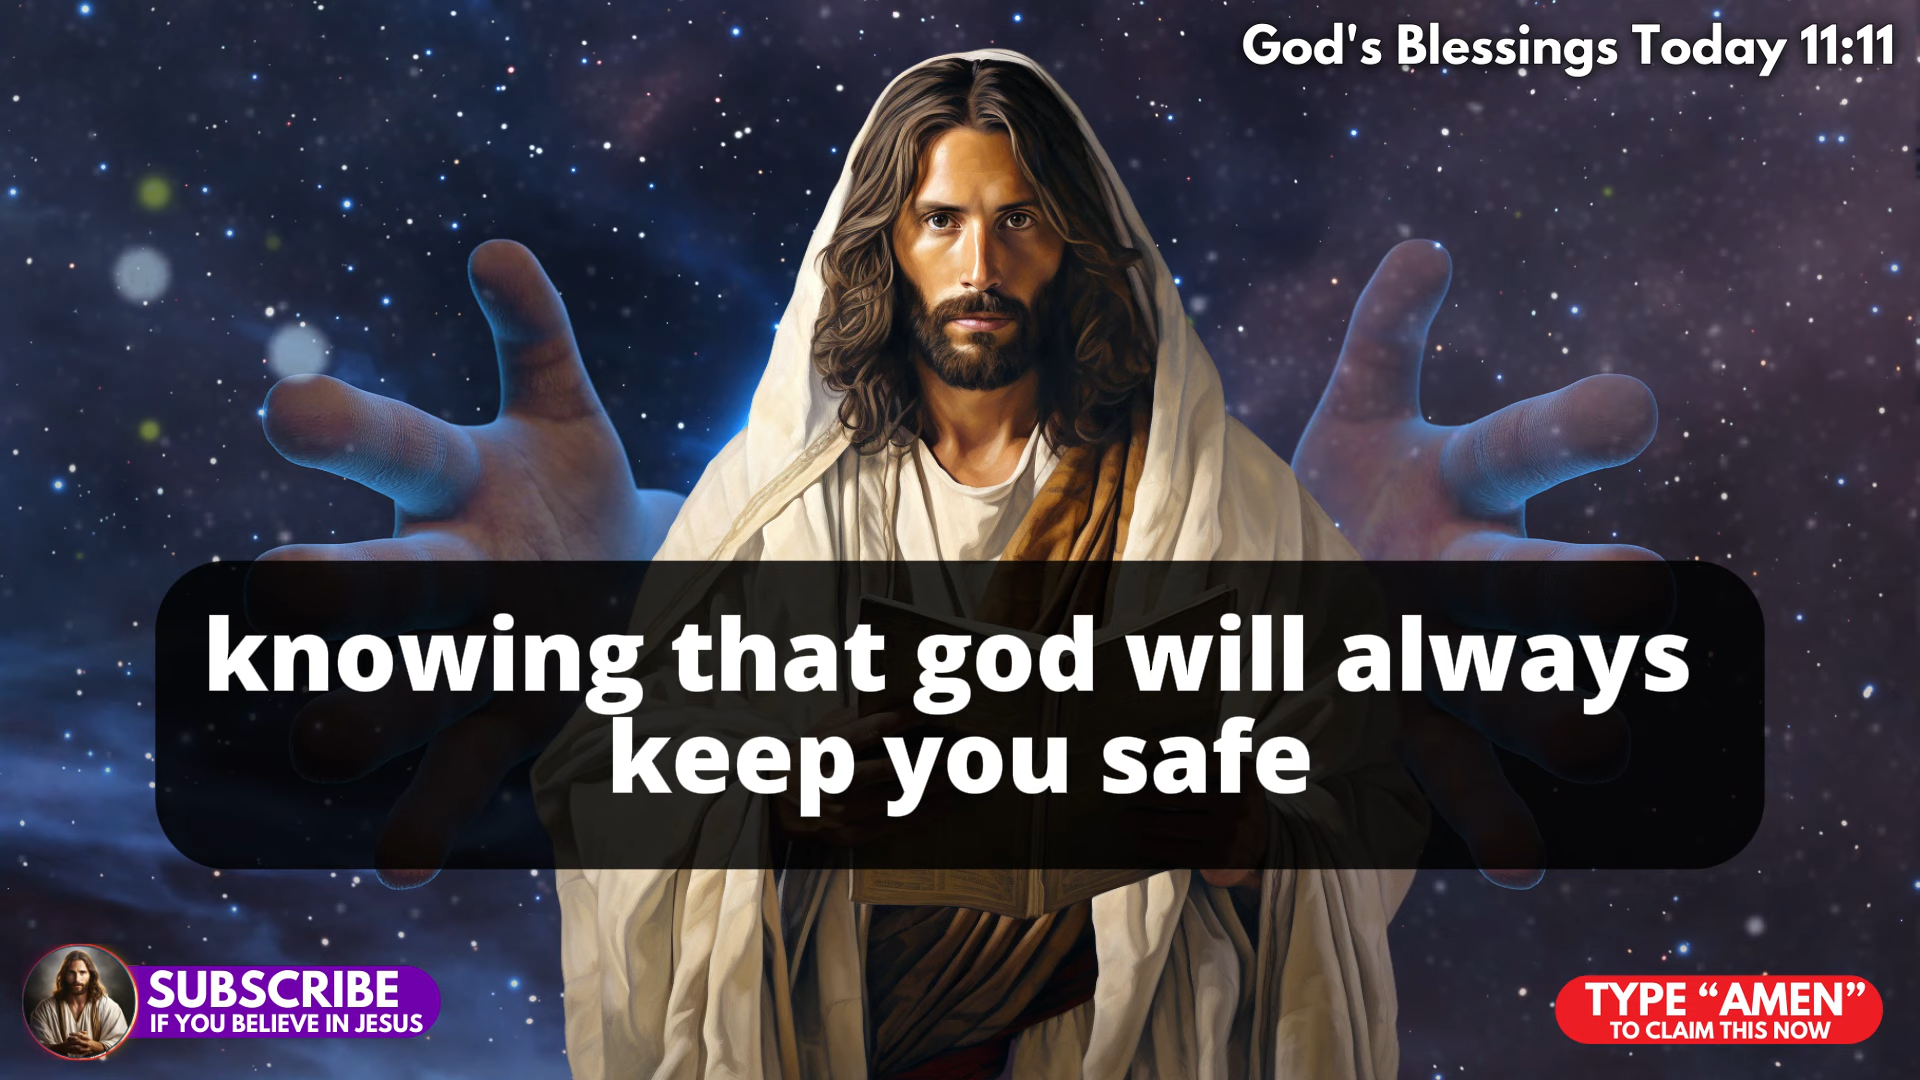 God's Blessings Today 11:11
knowing that god will always
keep you safe
SUBSCRIBE
IF YOU BELIEVE IN JESUS
TYPE “AMEN”
TO CLAIM THIS NOW